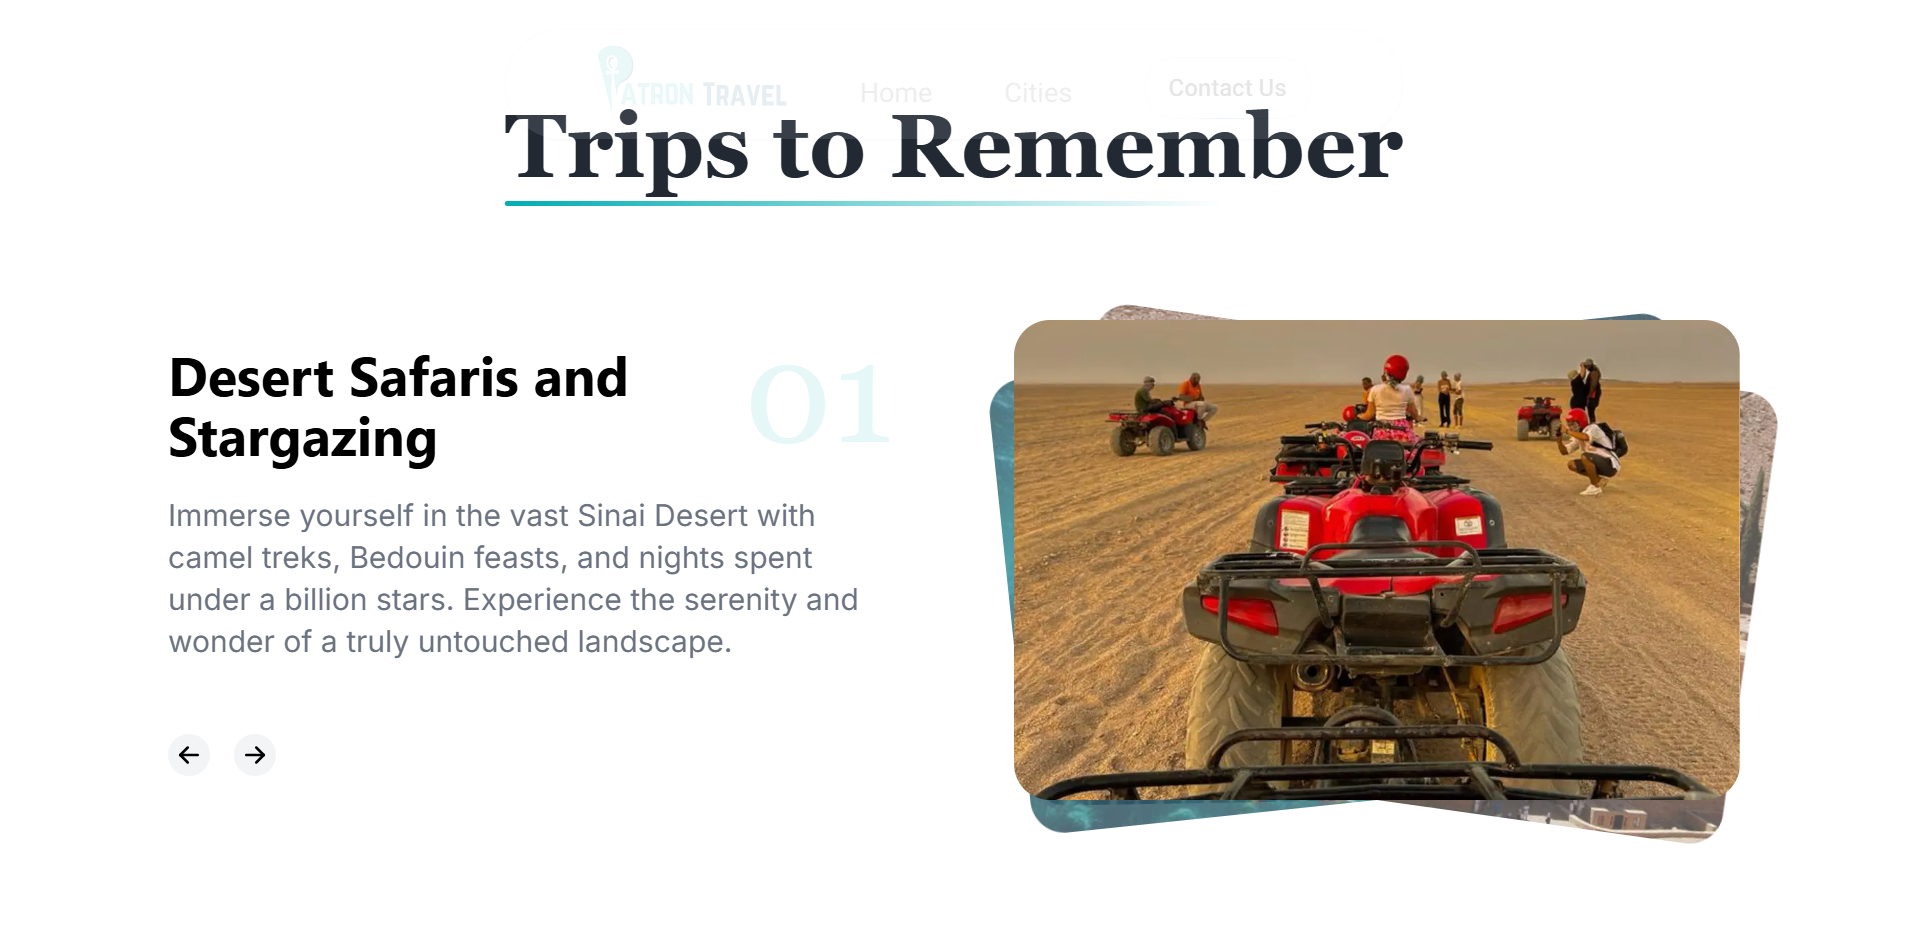 PATRON TRAVEL
Home
Cities
Contact Us
Trips to Remember
Desert Safaris and
Stargazing
01
Immerse yourself in the vast Sinai Desert with
camel treks, Bedouin feasts, and nights spent
under a billion stars. Experience the serenity and
wonder of a truly untouched landscape.